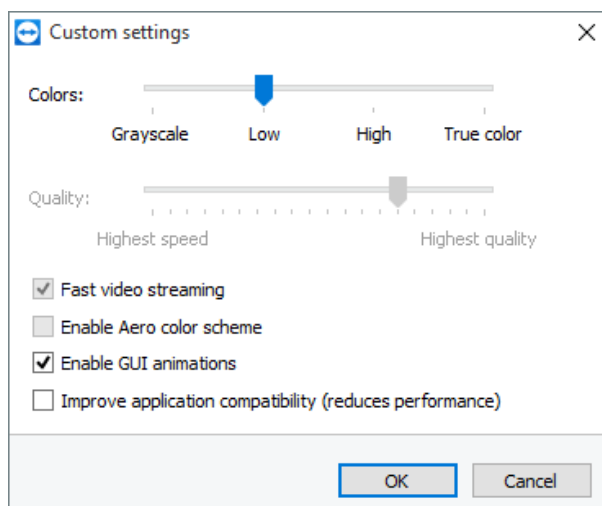 Custom settings
Colors:
Grayscale Low High True color
Quality:
Highest speed Highest quality
Fast video streaming
Enable Aero color scheme
Enable GUI animations
Improve application compatibility (reduces performance)
OK Cancel